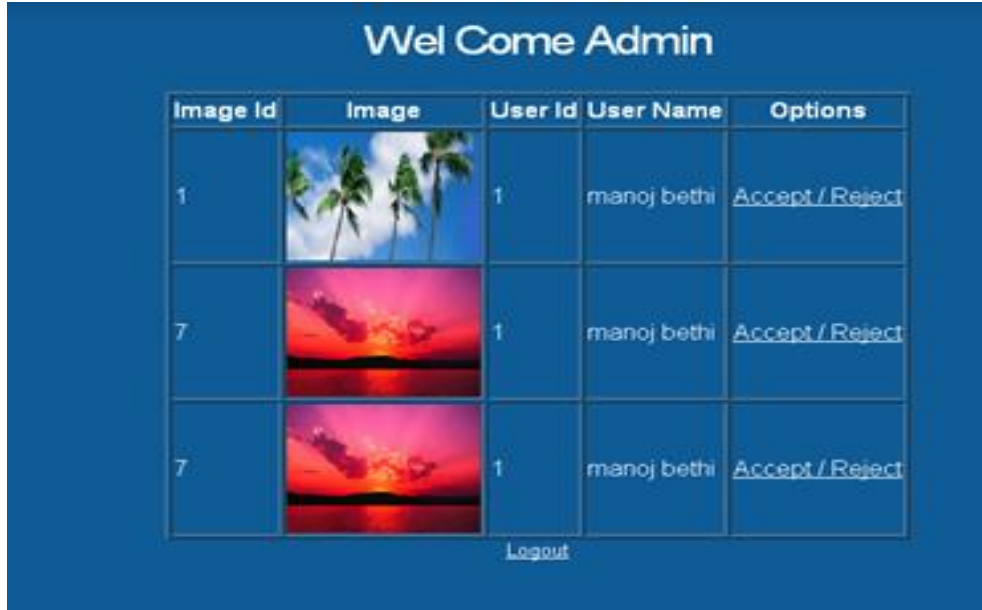 Wel Come Admin
Image Id Image User Id User Name Options
1 1 manoj bethi Accept / Reject
7 1 manoj bethi Accept / Reject
7 1 manoj bethi Accept / Reject
Logout